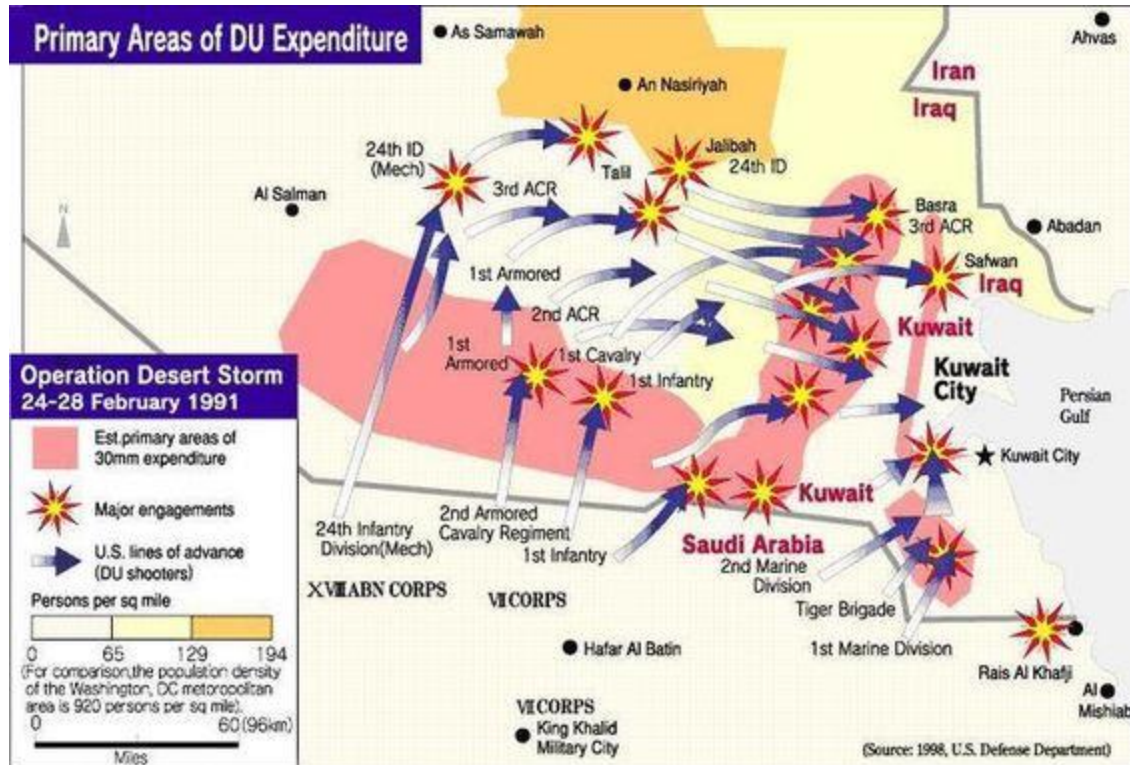 Primary Areas of DU Expenditure
As Samawah
Ahvas
Iran
Iraq
An Nasiriyah
24th ID
(Mech)
Talil
Jalibah
24th ID
Al Salman
N
3rd ACR
Basra
3rd ACR
Abadan
1st Armored
Safwan
Iraq
2nd ACR
Kuwait
1st
Armored
1st Cavalry
1st Infantry
Kuwait
City
Persian
Gulf
Operation Desert Storm
24-28 February 1991
Est.primary areas of
30mm expenditure
Major engagements
U.S. lines of advance
(DU shooters)
Kuwait City
Kuwait
24th Infantry
Division(Mech)
2nd Armored
Cavalry Regiment
1st Infantry
Saudi Arabia
2nd Marine
Division
XVIIIABN CORPS
VII CORPS
Tiger Brigade
1st Marine Division
Persons per sq mile
0 65 129 194
(For comparison,the population density
of the Washington, DC metoropolitan
area is 920 persons per sq mile).
0 60(96km)
Miles
Hafar Al Batin
Rais Al Khafji
Al
Mishiab
VII CORPS
King Khalid
Military City
(Source: 1998, U.S. Defense Department)